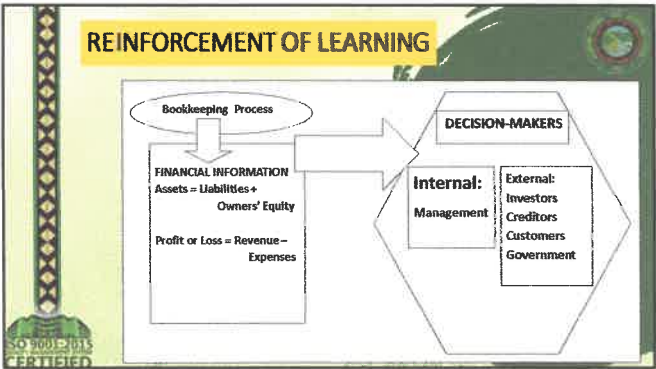 REINFORCEMENT OF LEARNING
Bookkeeping Process
FINANCIAL INFORMATION
Assets = Liabilities +
Owners' Equity
Profit or Loss = Revenue –
Expenses
DECISION-MAKERS
Internal:
Management
External:
Investors
Creditors
Customers
Government
ISO 9001:2015
CERTIFIED